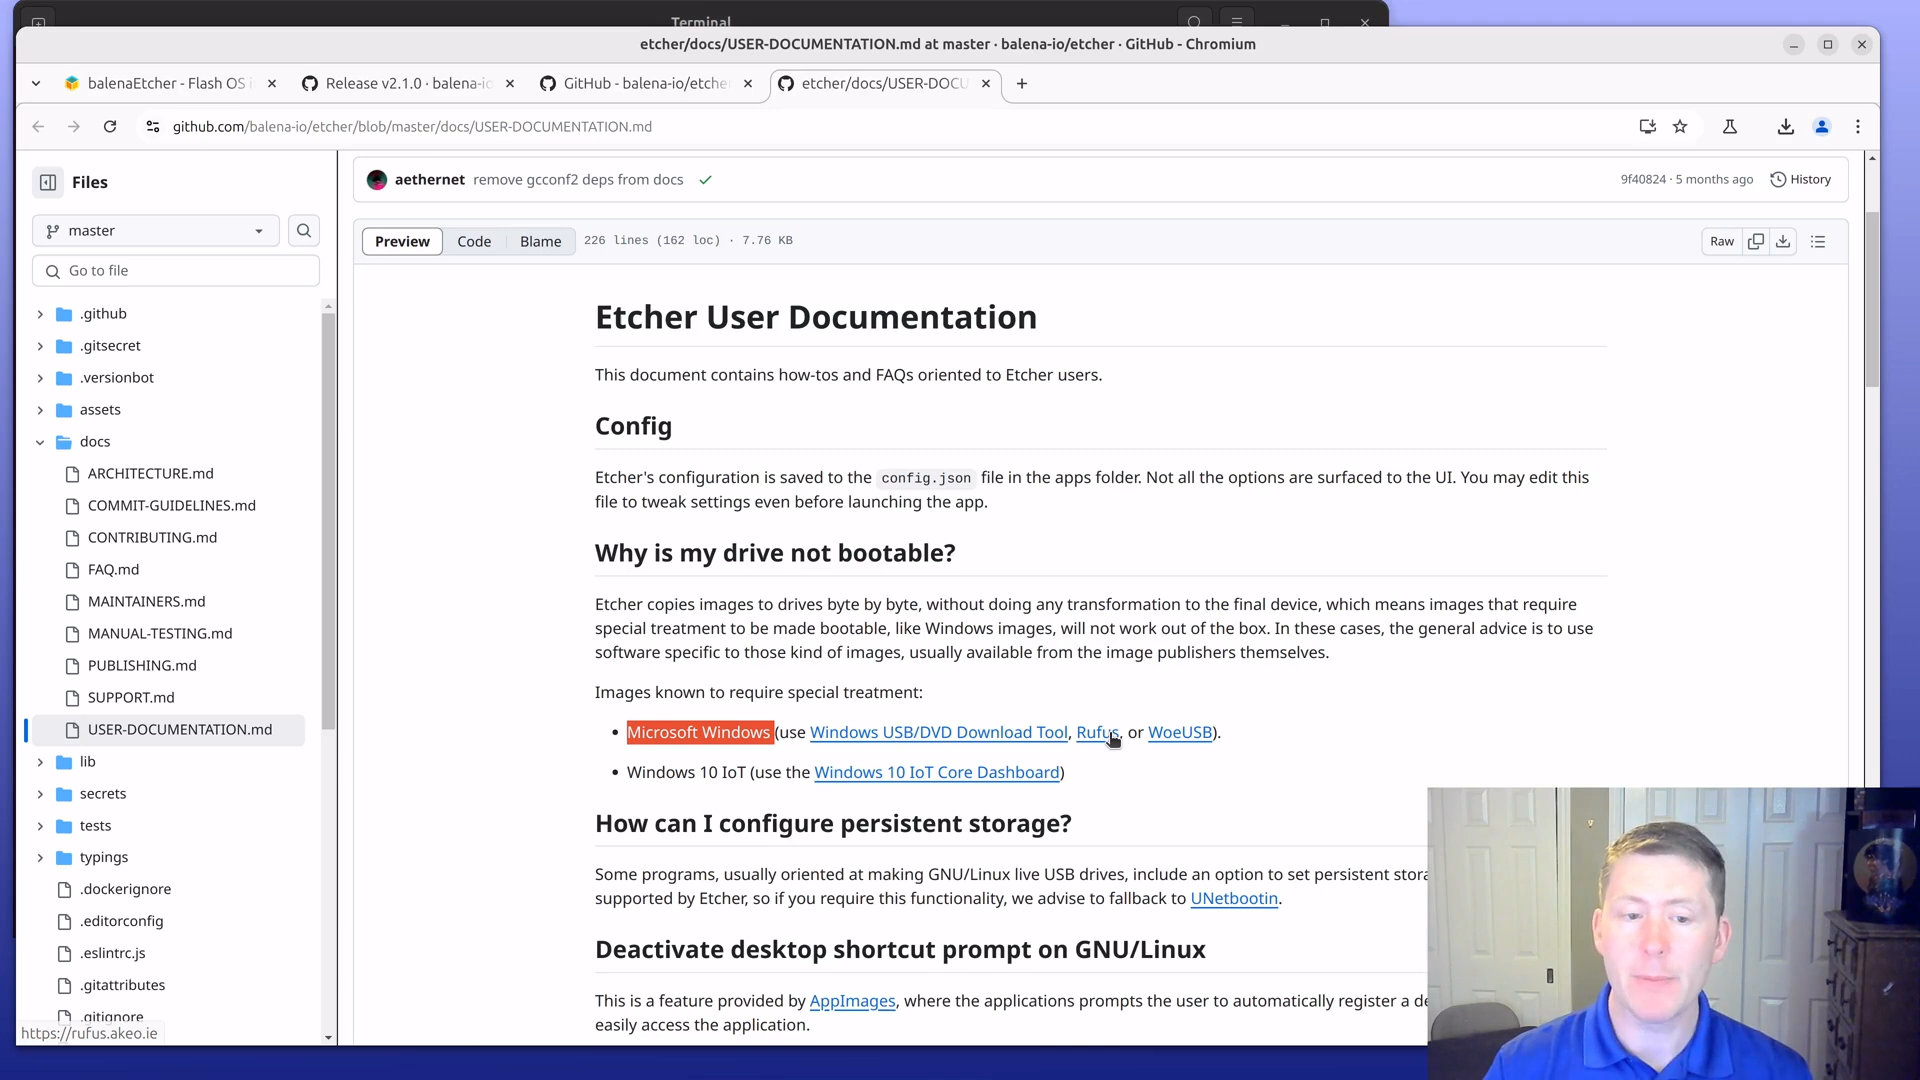 Terminal
etcher/docs/USER-DOCUMENTATION.md at master · balena-io/etcher · GitHub - Chromium
balenaEtcher - Flash OS
Release v2.1.0 · balena-io
GitHub - balena-io/etcher
etcher/docs/USER-DOCU
github.com/balena-io/etcher/blob/master/docs/USER-DOCUMENTATION.md
Files
master
Go to file
.github
.gitsecret
.versionbot
assets
docs
ARCHITECTURE.md
COMMIT-GUIDELINES.md
CONTRIBUTING.md
FAQ.md
MAINTAINERS.md
MANUAL-TESTING.md
PUBLISHING.md
SUPPORT.md
USER-DOCUMENTATION.md
lib
secrets
tests
typings
.dockerignore
.editorconfig
.eslintrc.js
.gitattributes
.gitignore
https://rufus.akeo.ie
aethernet remove gcconf2 deps from docs
9f40824 · 5 months ago
History
Preview Code Blame 226 lines (162 loc) · 7.76 KB
Raw
Etcher User Documentation
This document contains how-tos and FAQs oriented to Etcher users.
Config
Etcher's configuration is saved to the config.json file in the apps folder. Not all the options are surfaced to the UI. You may edit this
file to tweak settings even before launching the app.
Why is my drive not bootable?
Etcher copies images to drives byte by byte, without doing any transformation to the final device, which means images that require
special treatment to be made bootable, like Windows images, will not work out of the box. In these cases, the general advice is to use
software specific to those kind of images, usually available from the image publishers themselves.
Images known to require special treatment:
• Microsoft Windows (use Windows USB/DVD Download Tool, Rufus, or WoeUSB).
• Windows 10 IoT (use the Windows 10 IoT Core Dashboard)
How can I configure persistent storage?
Some programs, usually oriented at making GNU/Linux live USB drives, include an option to set persistent stora
supported by Etcher, so if you require this functionality, we advise to fallback to UNetbootin.
Deactivate desktop shortcut prompt on GNU/Linux
This is a feature provided by AppImages, where the applications prompts the user to automatically register a de
easily access the application.